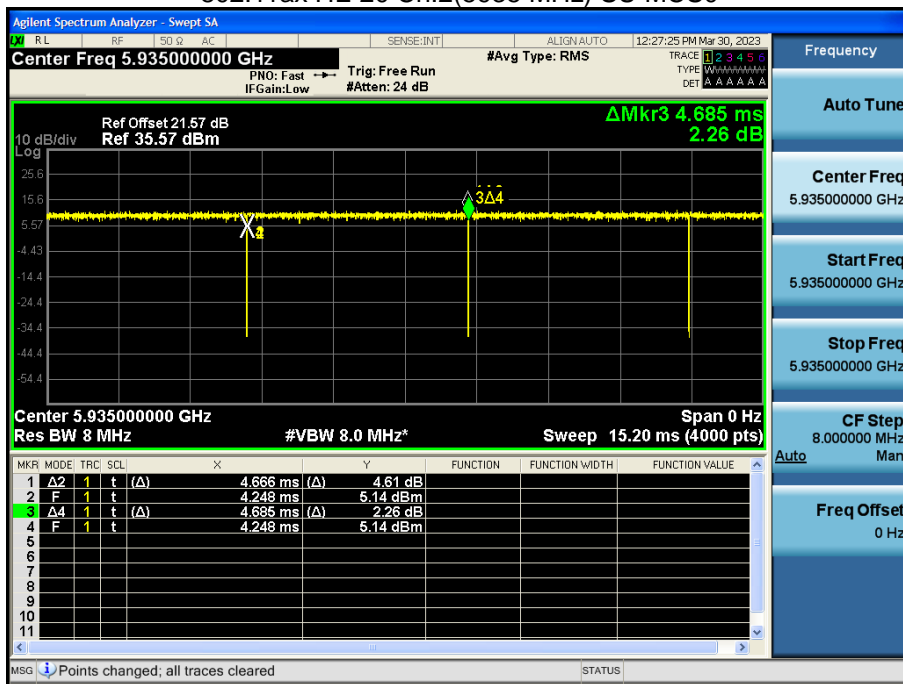 Agilent Spectrum Analyzer - Swept SA
LXI RL RF 50 Ω AC SENSE:INT ALIGN AUTO 12:27:25 PM Mar 30, 2023
Center Freq 5.935000000 GHz #Avg Type: RMS TRACE 1 2 3 4 5 6
PNO: Fast Trig: Free Run TYPE
IFGain:Low #Atten: 24 dB DET A A A A A A
Frequency
Auto Tune
ΔMkr3 4.685 ms
2.26 dB
Ref Offset 21.57 dB
10 dB/div Ref 35.57 dBm
Log
25.6
15.6
5.57
-4.43
-14.4
-24.4
-34.4
-44.4
-54.4
3Δ4
Center Freq
5.935000000 GHz
Start Freq
5.935000000 GHz
Stop Freq
5.935000000 GHz
CF Step
8.000000 MHz
Auto Man
Freq Offset
0 Hz
Center 5.935000000 GHz Span 0 Hz
Res BW 8 MHz #VBW 8.0 MHz* Sweep 15.20 ms (4000 pts)
MKR MODE TRC SCL X Y FUNCTION FUNCTION WIDTH FUNCTION VALUE
1 Δ2 1 t (Δ) 4.666 ms (Δ) 4.61 dB
2 F 1 t 4.248 ms 5.14 dBm
3 Δ4 1 t (Δ) 4.685 ms (Δ) 2.26 dB
4 F 1 t 4.248 ms 5.14 dBm
5
6
7
8
9
10
11
MSG Points changed; all traces cleared STATUS